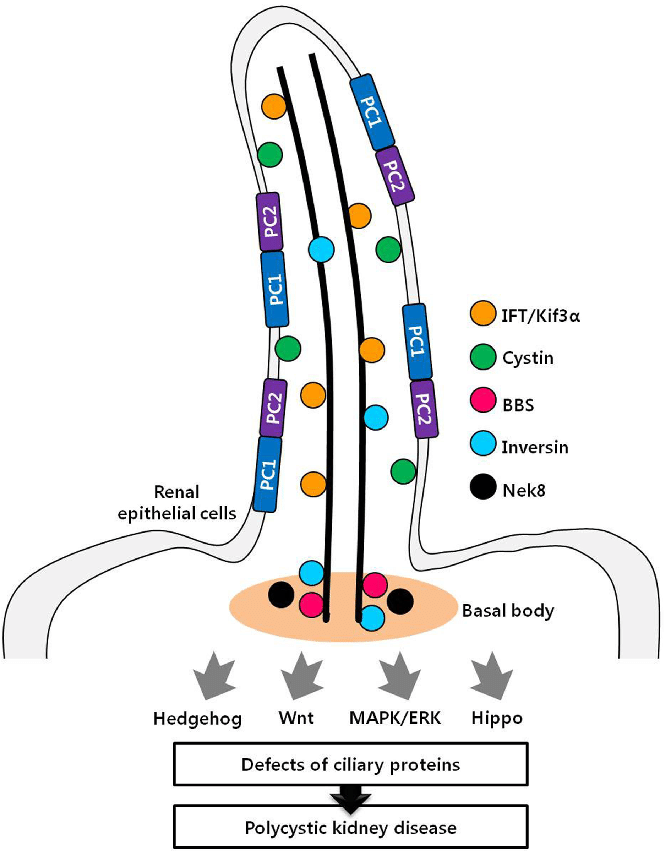 PC1
PC2
PC2
PC1
PC1
PC2
PC2
PC1
IFT/Kif3α
Cystin
BBS
Inversin
Nek8
Renal
epithelial cells
Basal body
Hedgehog
Wnt
MAPK/ERK
Hippo
Defects of ciliary proteins
Polycystic kidney disease